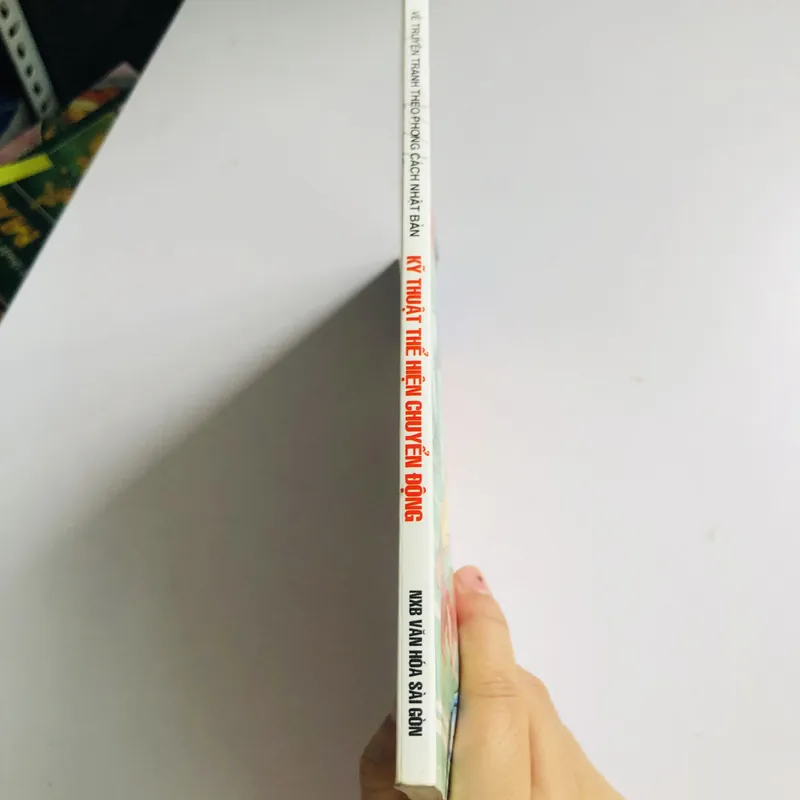 VẼ TRUYỆN TRANH THEO PHONG CÁCH NHẬT BẢN
KỸ THUẬT THỂ HIỆN CHUYỂN ĐỘNG
NXB VĂN HÓA SÀI GÒN